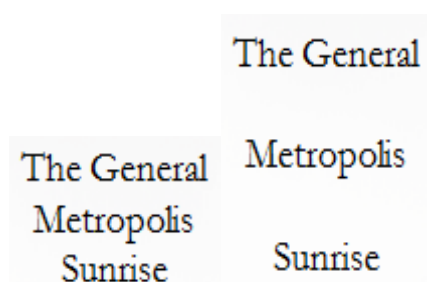 The General
Metropolis
Sunrise
The General
Metropolis
Sunrise